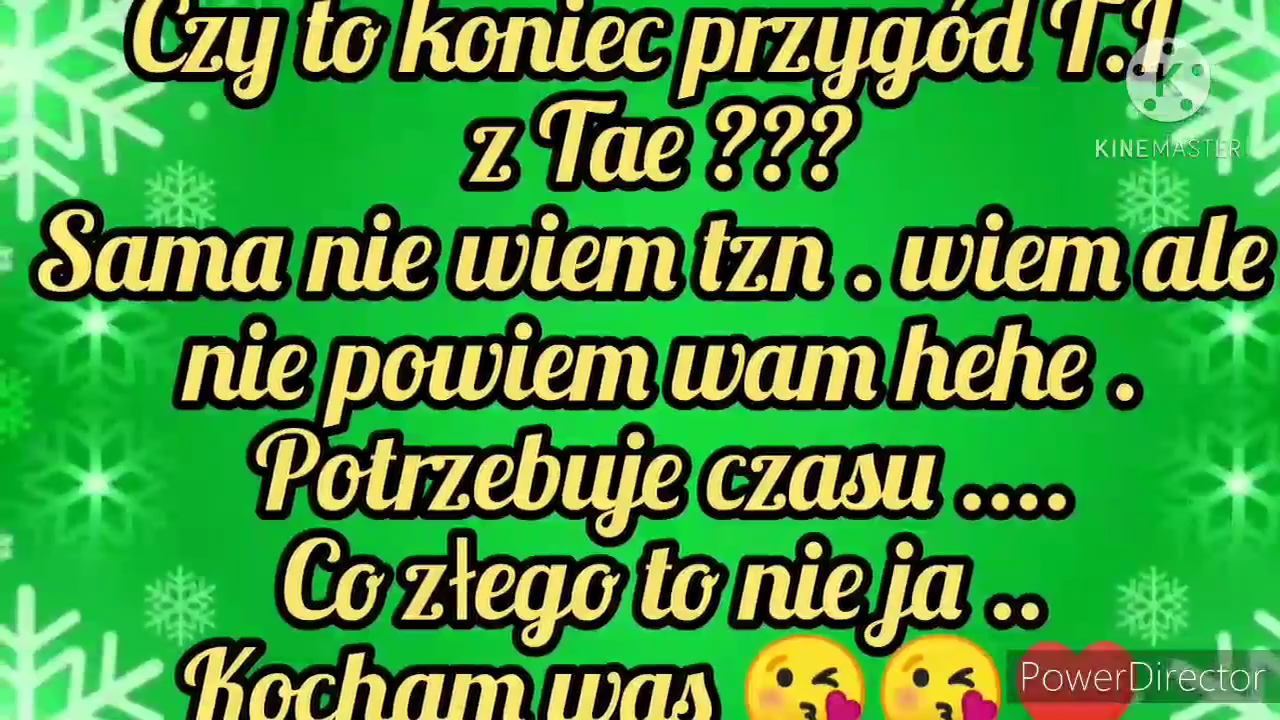 Czy to koniec przygód T.I
z Tae ???
Sama nie wiem tzn . wiem ale
nie powiem wam hehe .
Potrzebuje czasu ....
Co złego to nie ja ..
Kocham was 😘😘❤️
K
KINEMASTER
PowerDirector